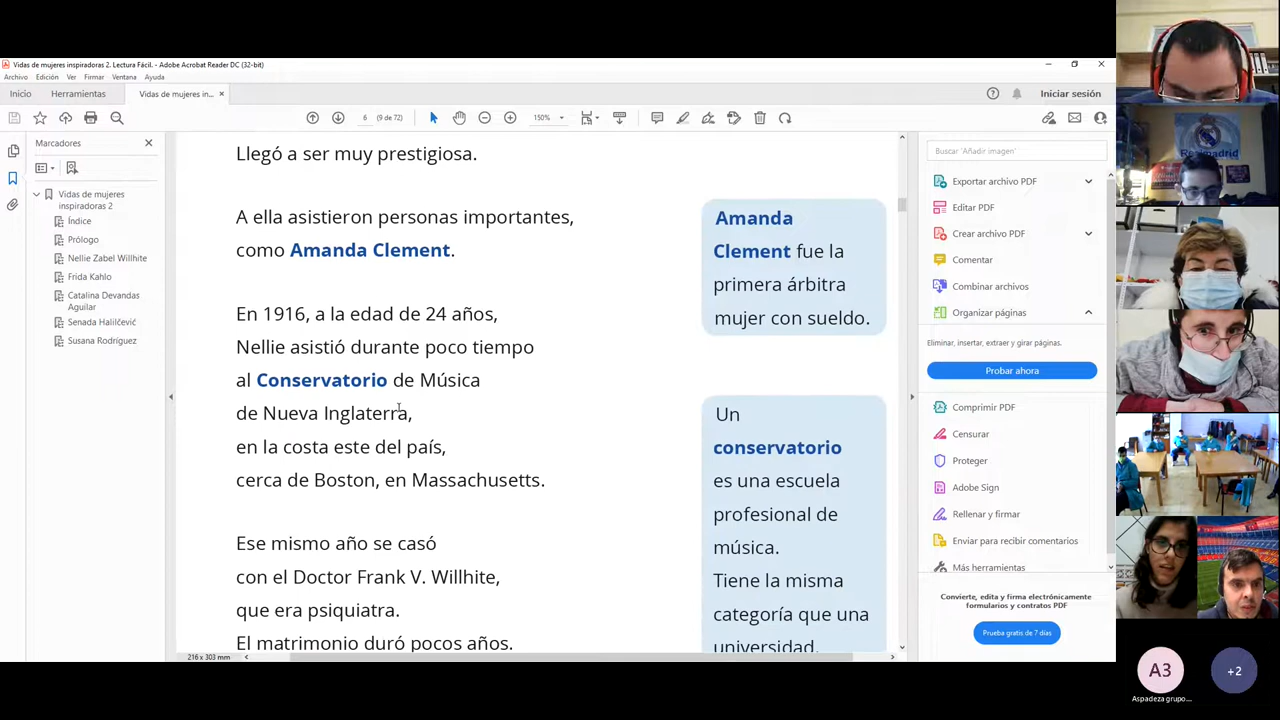 Vidas de mujeres inspiradoras 2. Lectura Fácil. - Adobe Acrobat Reader DC (32-bit)
Archivo Edición Ver Firmar Ventana Ayuda
Inicio Herramientas Vidas de mujeres in... Iniciar sesión
6 (9 de 72) 150%
Marcadores
Vidas de mujeres
inspiradoras 2
Índice
Prólogo
Nellie Zabel Willhite
Frida Kahlo
Catalina Devandas
Aguilar
Senada Halilčević
Susana Rodríguez
Llegó a ser muy prestigiosa.
A ella asistieron personas importantes,
como Amanda Clement.
En 1916, a la edad de 24 años,
Nellie asistió durante poco tiempo
al Conservatorio de Música
de Nueva Inglaterra,
en la costa este del país,
cerca de Boston, en Massachusetts.
Ese mismo año se casó
con el Doctor Frank V. Willhite,
que era psiquiatra.
El matrimonio duró pocos años.
Amanda
Clement fue la
primera árbitra
mujer con sueldo.
Un
conservatorio
es una escuela
profesional de
música.
Tiene la misma
categoría que una
universidad.
216 x 303 mm
Buscar 'Añadir imagen'
Exportar archivo PDF
Editar PDF
Crear archivo PDF
Comentar
Combinar archivos
Organizar páginas
Eliminar, insertar, extraer y girar páginas.
Probar ahora
Comprimir PDF
Censurar
Proteger
Adobe Sign
Rellenar y firmar
Enviar para recibir comentarios
Más herramientas
Convierte, edita y firma electrónicamente
formularios y contratos PDF
Prueba gratis de 7 días
Realmadrid
A3
Aspadeza grupo...
+2